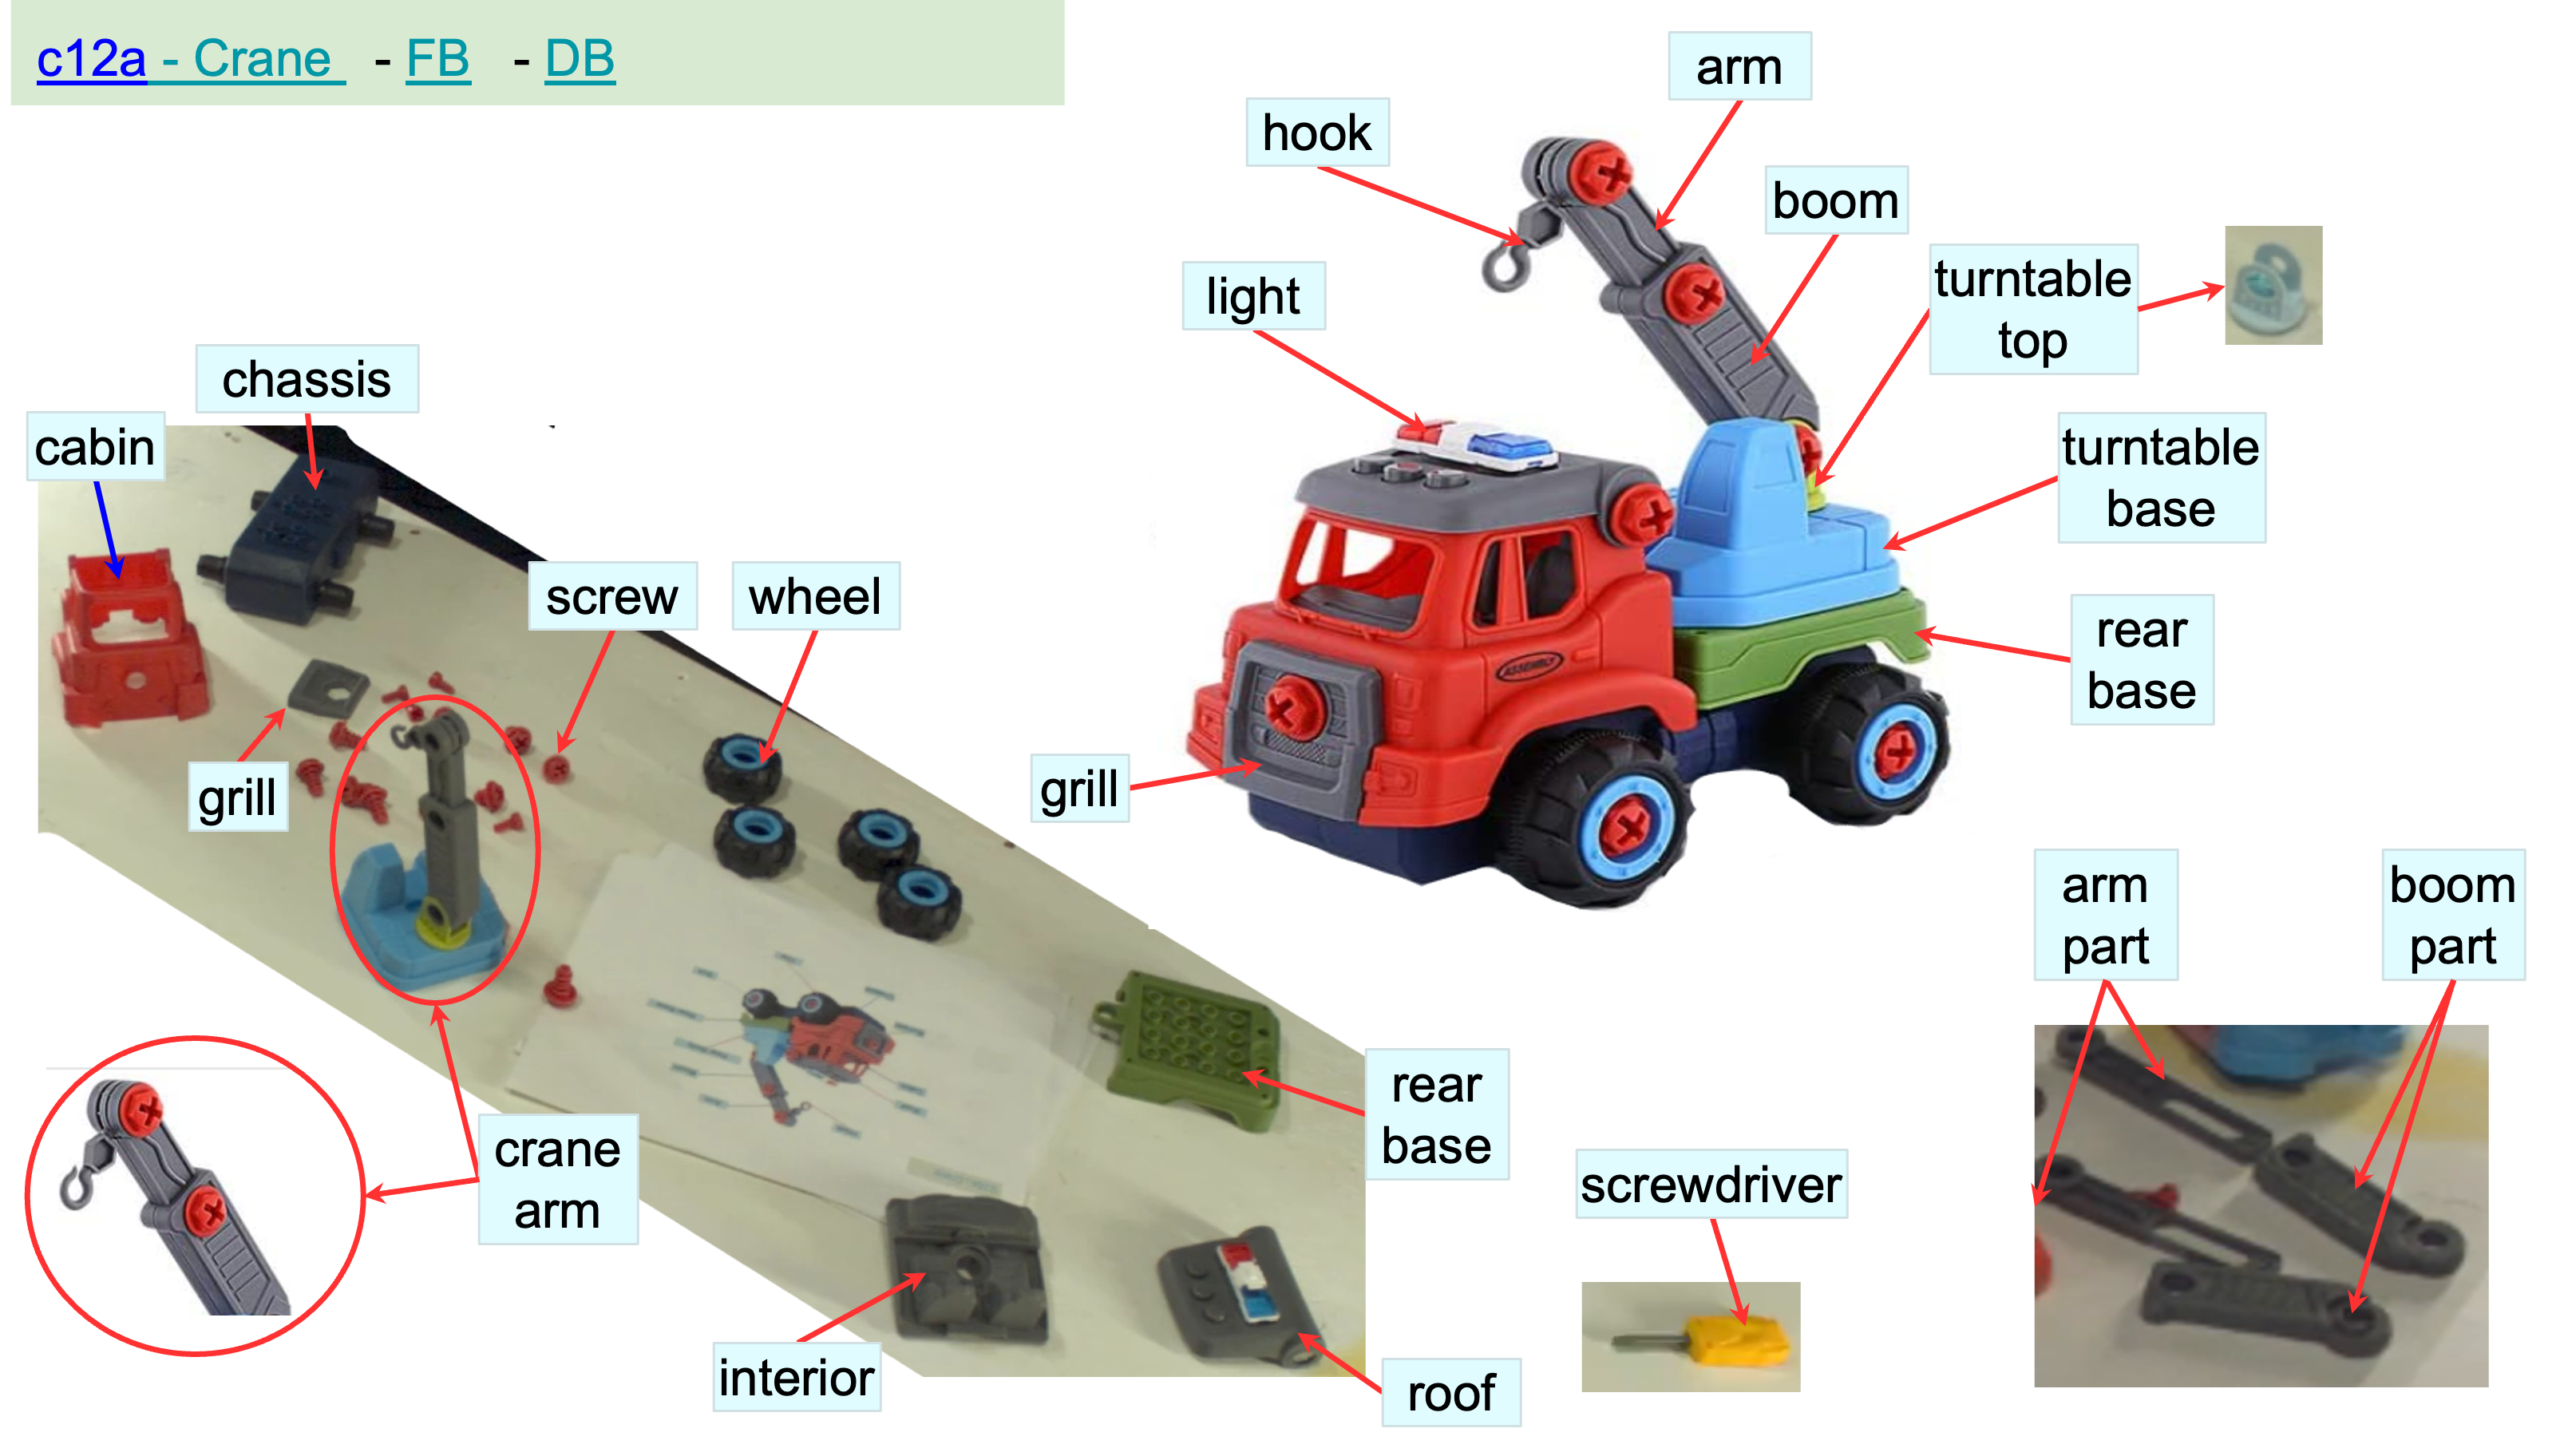 c12a - Crane - FB - DB
arm
hook
boom
turntable
top
light
chassis
cabin
turntable
base
screw
wheel
rear
base
grill
grill
ASSEMBLY
arm
part
boom
part
rear
base
crane
arm
screwdriver
interior
roof